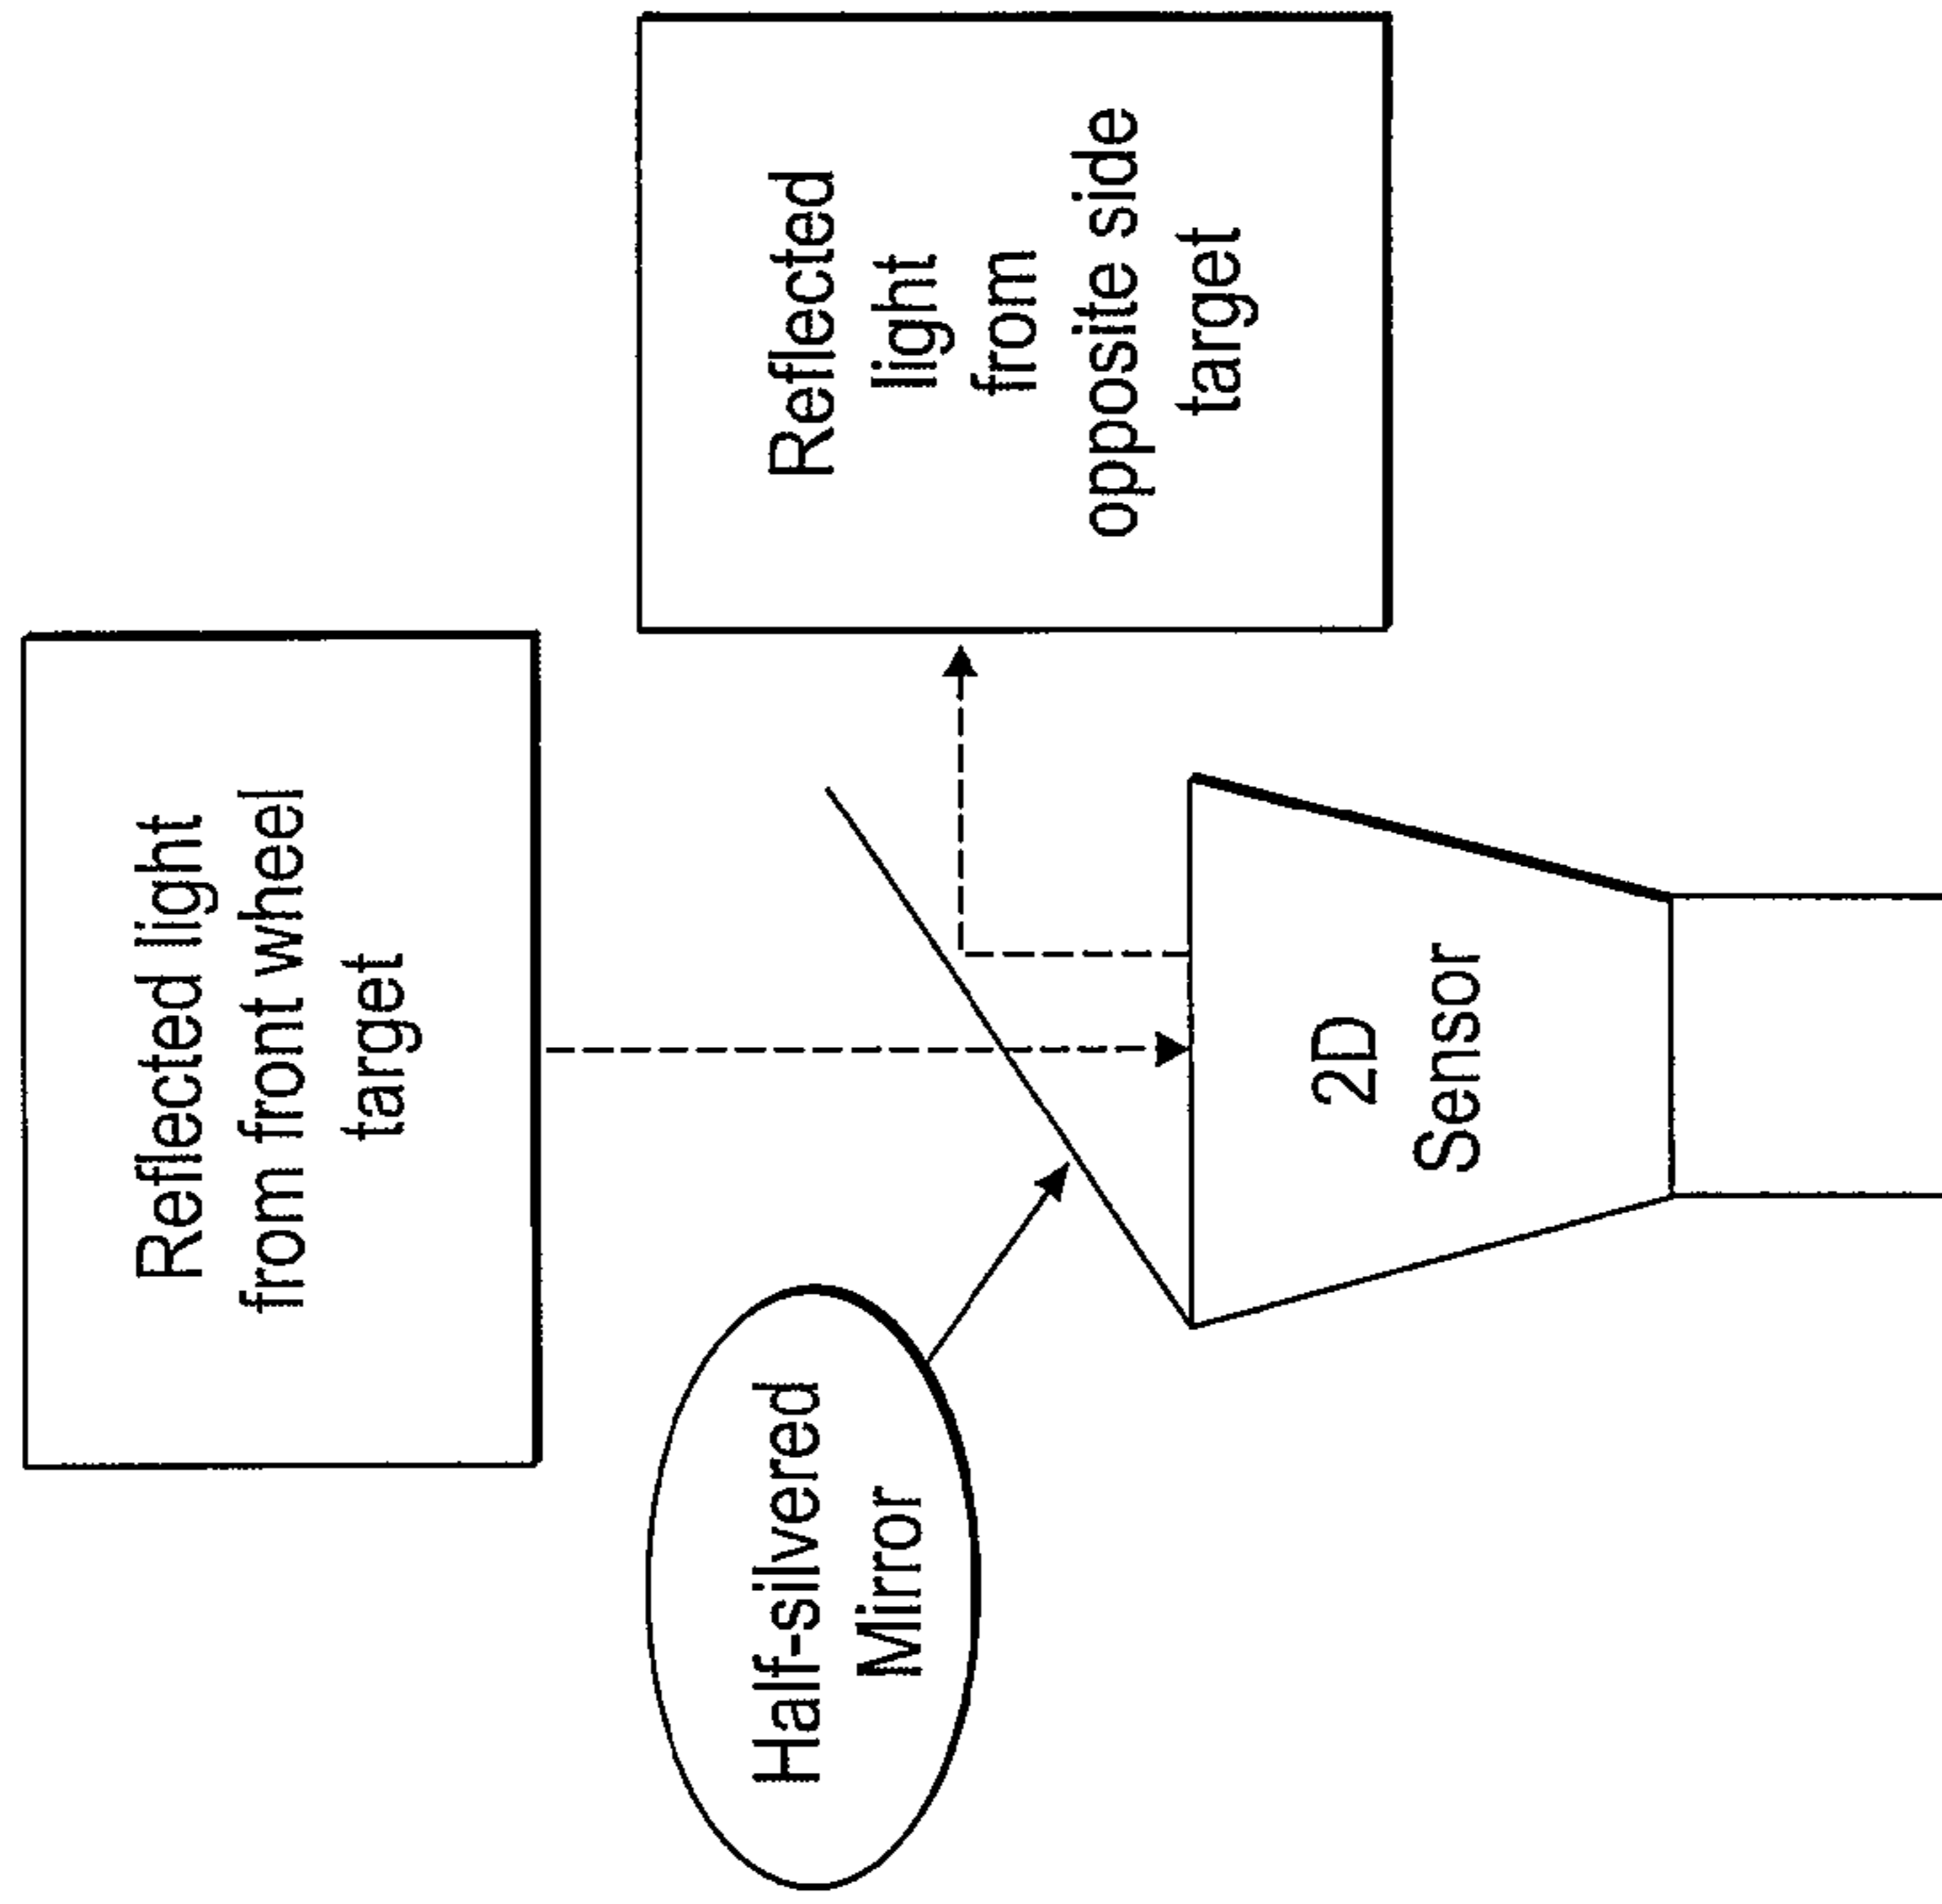 Reflected light
from front wheel
target
Reflected
light
from
opposite side
target
Half-silvered
Mirror
2D
Sensor